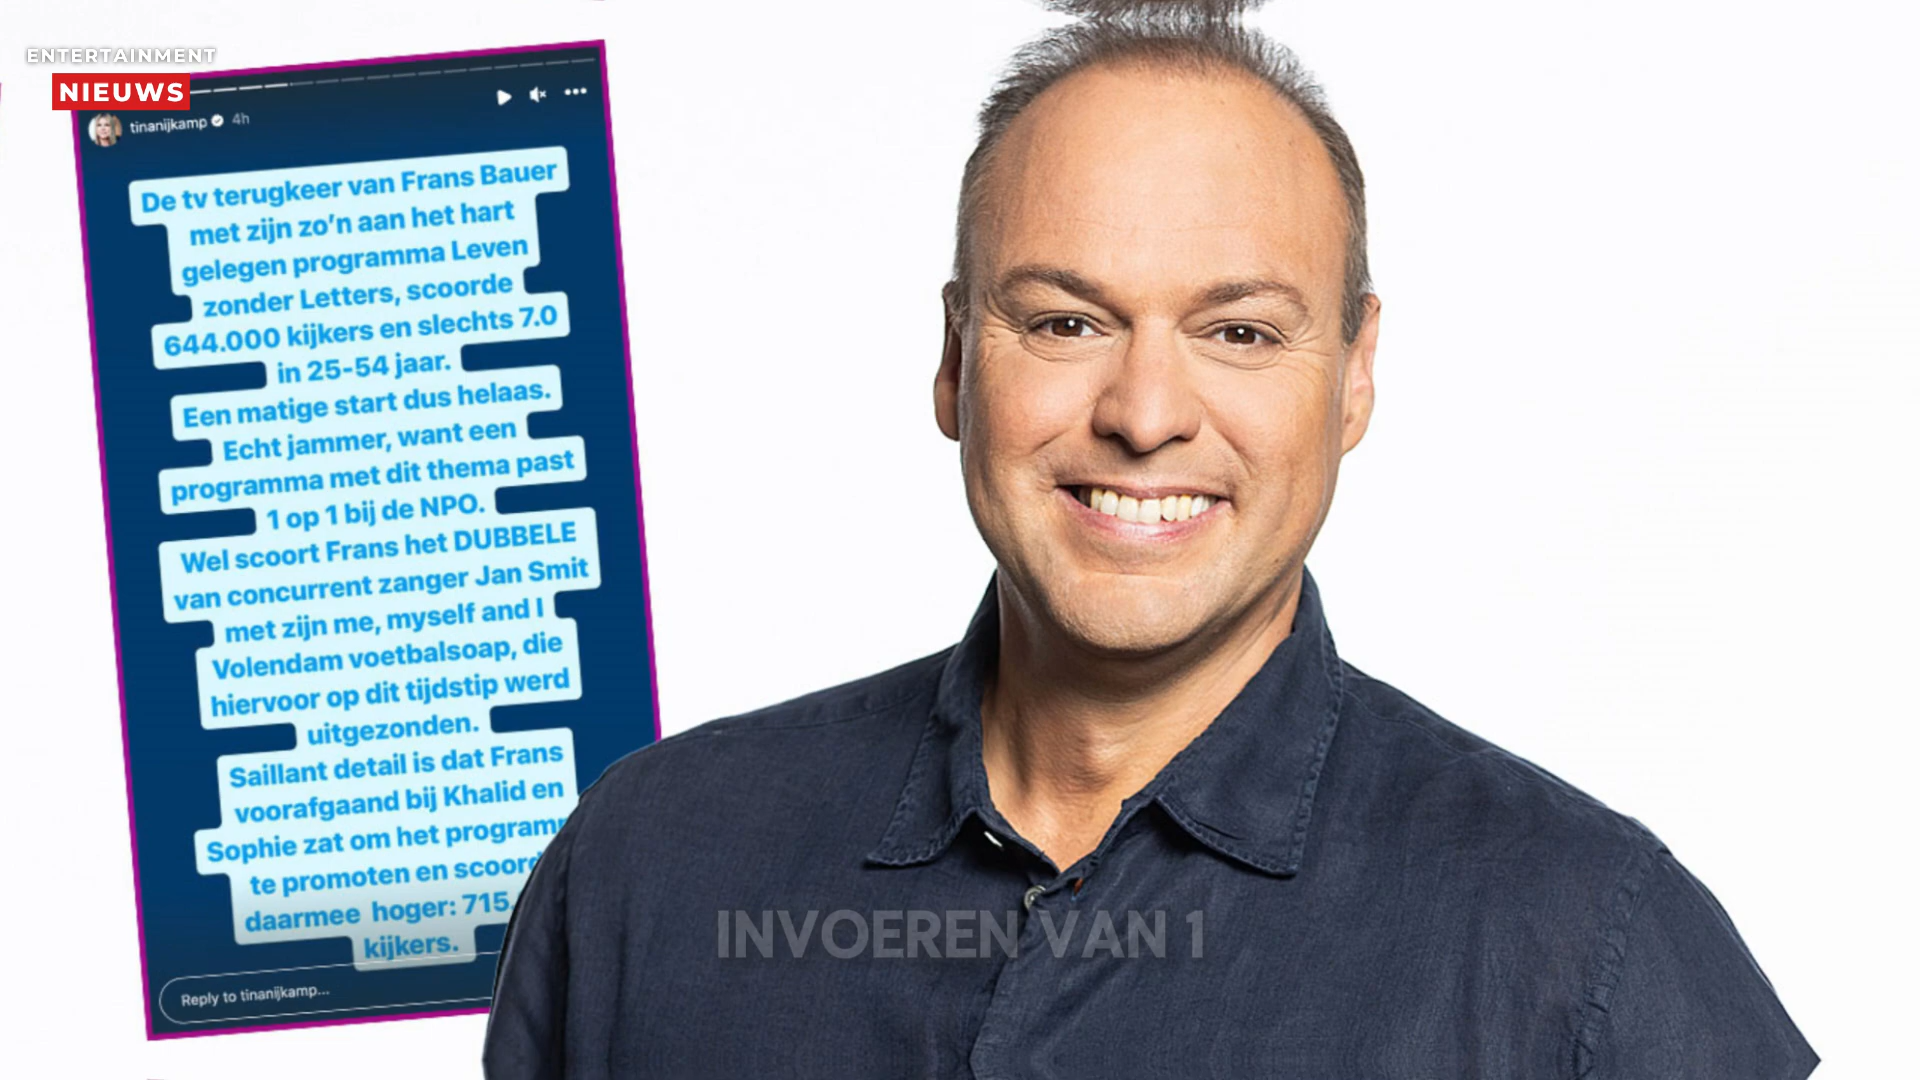 ENTERTAINMENT
NIEUWS
tinanijkamp 4h
De tv terugkeer van Frans Bauer
met zijn zo'n aan het hart
gelegen programma Leven
zonder Letters, scoorde
644.000 kijkers en slechts 7.0
in 25-54 jaar.
Een matige start dus helaas.
Echt jammer, want een
programma met dit thema past
1 op 1 bij de NPO.
Wel scoort Frans het DUBBELE
van concurrent zanger Jan Smit
met zijn me, myself and I
Volendam voetbalsoap, die
hiervoor op dit tijdstip werd
uitgezonden.
Saillant detail is dat Frans
voorafgaand bij Khalid en
Sophie zat om het
te promoten en
daarmee hoger: 715.
kijkers.
Reply to tinanijkamp...
INVOEREN VAN 1